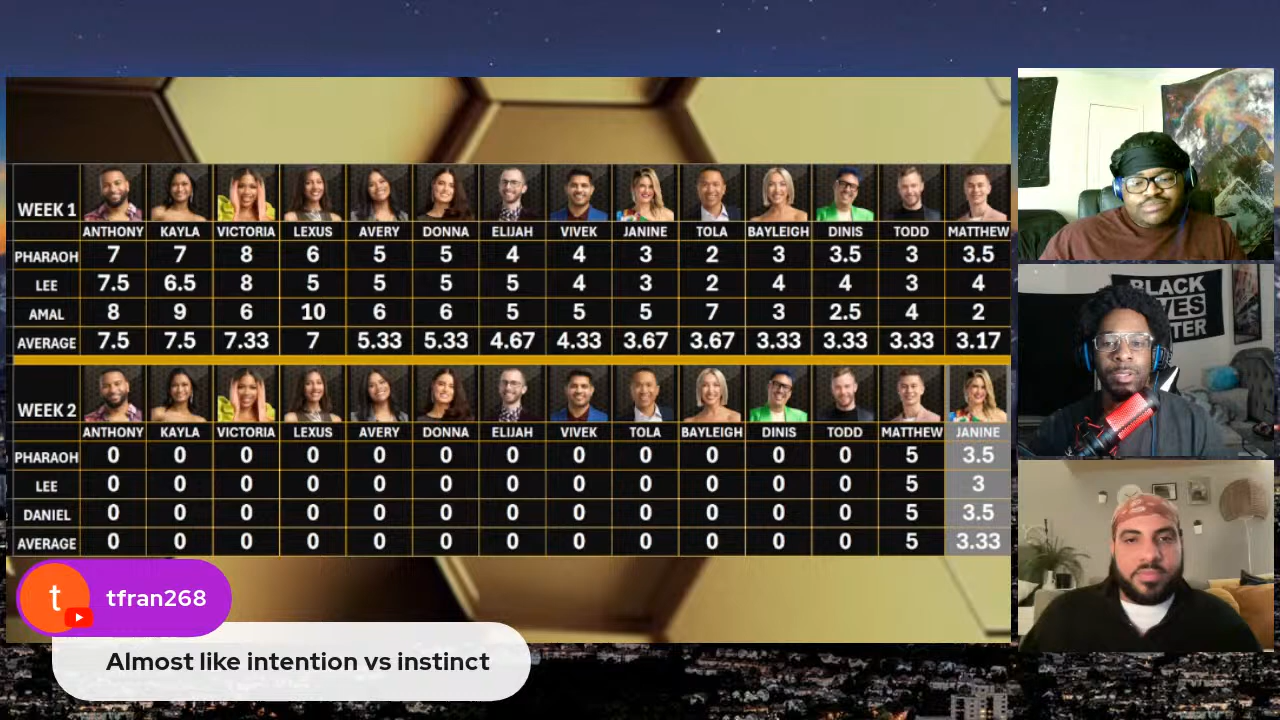 WEEK 1
ANTHONY KAYLA VICTORIA LEXUS AVERY DONNA ELIJAH VIVEK JANINE TOLA BAYLEIGH DINIS TODD MATTHEW
PHARAOH 7 7 8 6 5 5 4 4 3 2 3 3.5 3 3.5
LEE 7.5 6.5 8 5 5 5 5 4 3 2 4 4 3 4
AMAL 8 9 6 10 6 6 5 5 5 7 3 2.5 4 2
AVERAGE 7.5 7.5 7.33 7 5.33 5.33 4.67 4.33 3.67 3.67 3.33 3.33 3.33 3.17
WEEK 2
ANTHONY KAYLA VICTORIA LEXUS AVERY DONNA ELIJAH VIVEK TOLA BAYLEIGH DINIS TODD MATTHEW JANINE
PHARAOH 0 0 0 0 0 0 0 0 0 0 0 0 5 3.5
LEE 0 0 0 0 0 0 0 0 0 0 0 0 5 3
DANIEL 0 0 0 0 0 0 0 0 0 0 0 0 5 3.5
AVERAGE 0 0 0 0 0 0 0 0 0 0 0 0 5 3.33
t tfran268
Almost like intention vs instinct
BLACK